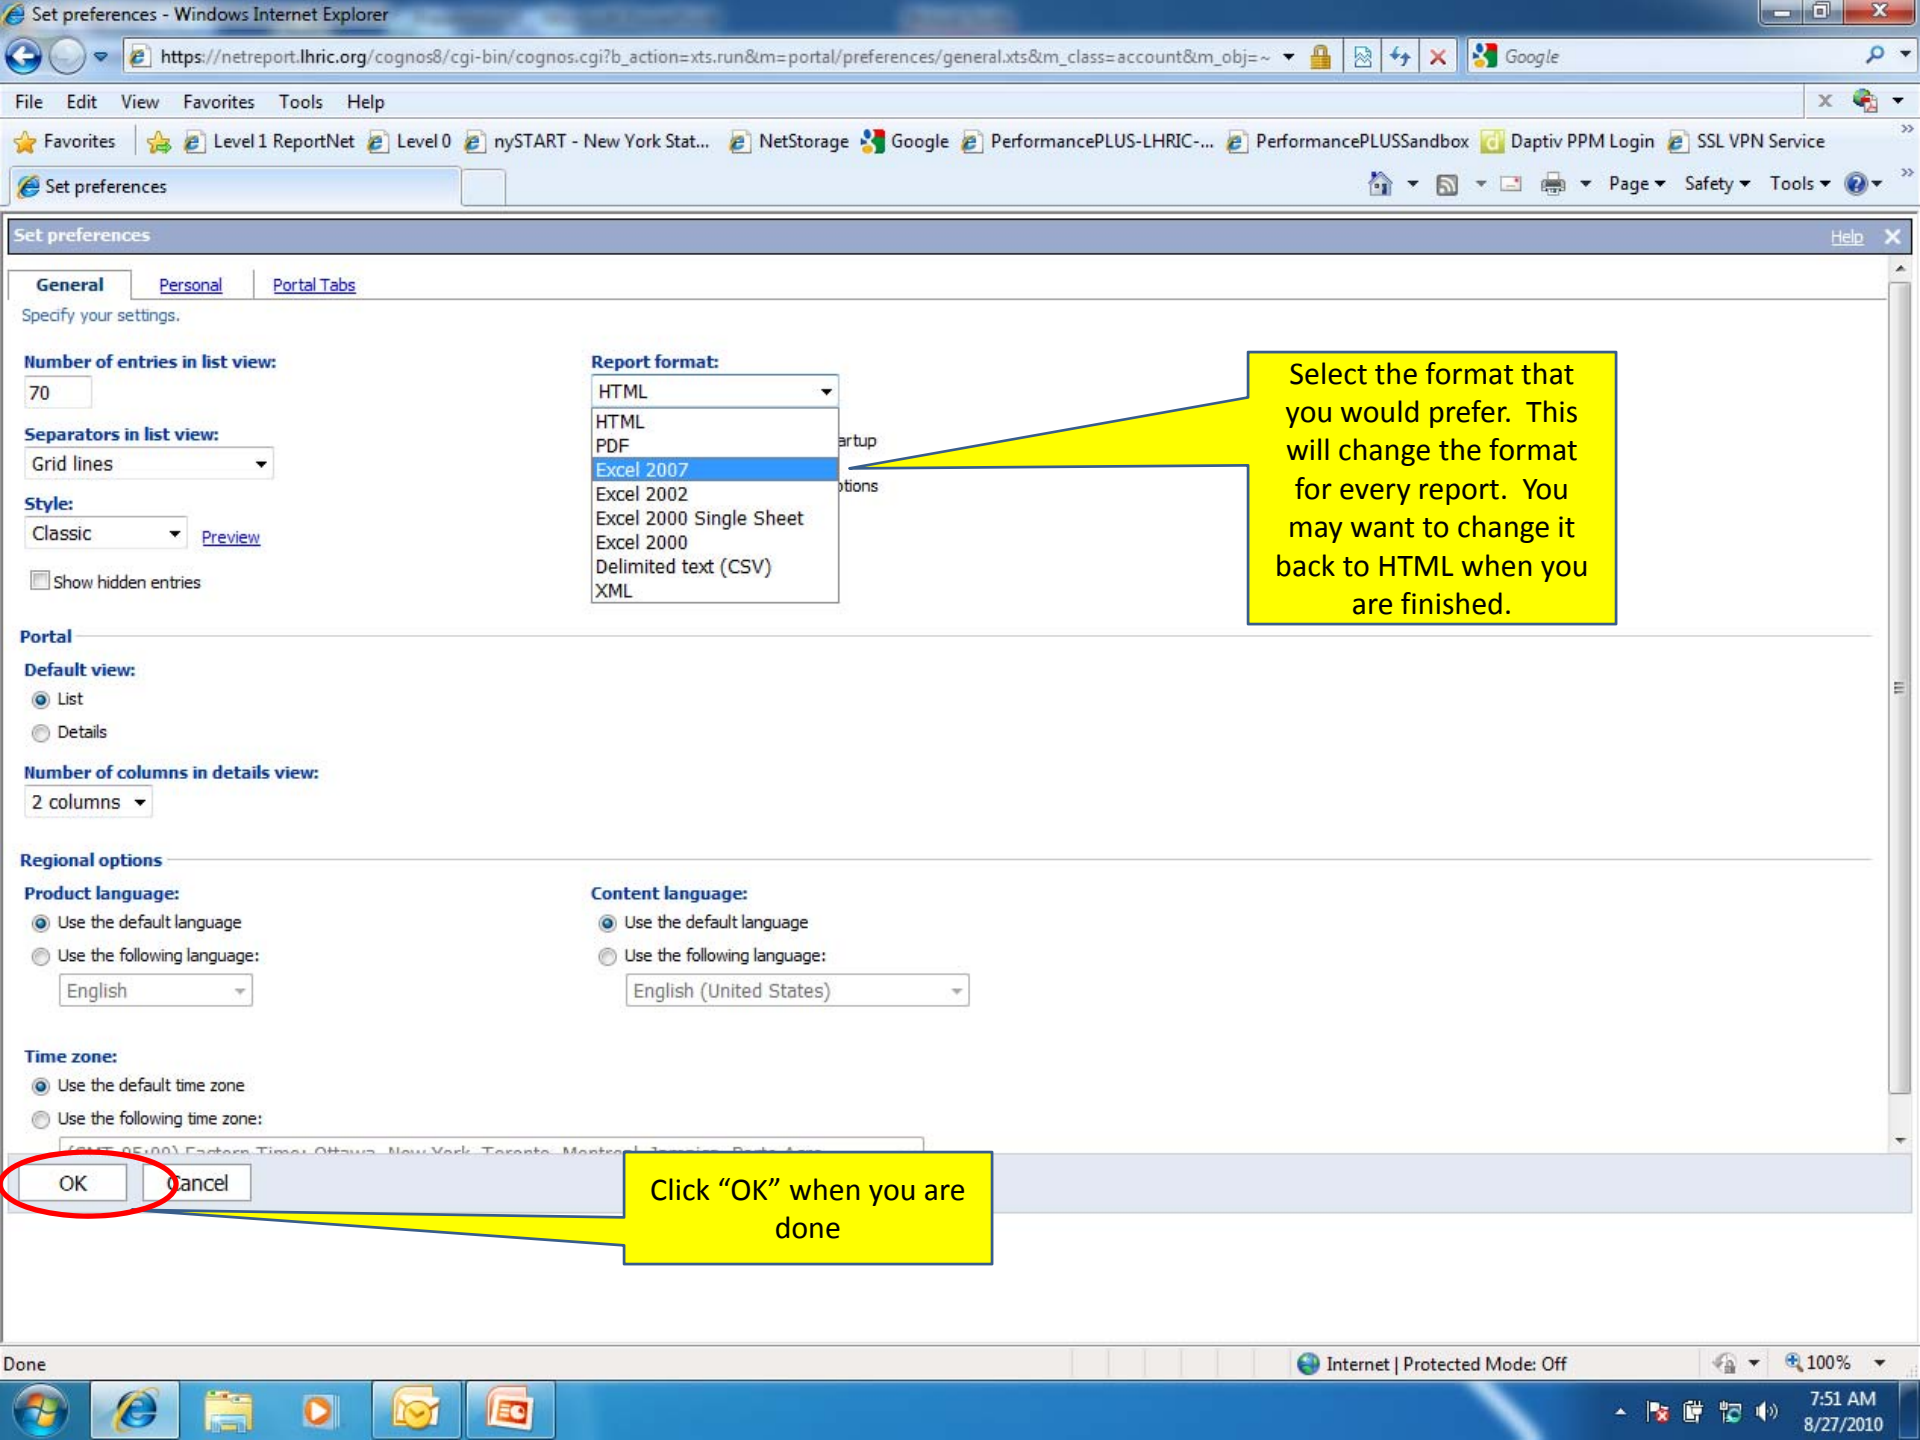 Set preferences - Windows Internet Explorer
https://netreport.lhric.org/cognos8/cgi-bin/cognos.cgi?b_action=xts.run&m=portal/preferences/general.xts&m_class=account&m_obj=~
Google
File Edit View Favorites Tools Help
Favorites Level 1 ReportNet Level 0 nySTART - New York Stat... NetStorage Google PerformancePLUS-LHRIC-... PerformancePLUSSandbox Daptiv PPM Login SSL VPN Service
Set preferences
Page Safety Tools
Set preferences
Help
General Personal Portal Tabs
Specify your settings.
Number of entries in list view:
70
Separators in list view:
Grid lines
Style:
Classic Preview
Show hidden entries
Report format:
HTML
HTML
PDF
Excel 2007
Excel 2002
Excel 2000 Single Sheet
Excel 2000
Delimited text (CSV)
XML
artup
tions
Select the format that
you would prefer. This
will change the format
for every report. You
may want to change it
back to HTML when you
are finished.
Portal
Default view:
List
Details
Number of columns in details view:
2 columns
Regional options
Product language:
Use the default language
Use the following language:
English
Content language:
Use the default language
Use the following language:
English (United States)
Time zone:
Use the default time zone
Use the following time zone:
OK Cancel
Click “OK” when you are
done
Done
Internet | Protected Mode: Off
100%
7:51 AM
8/27/2010